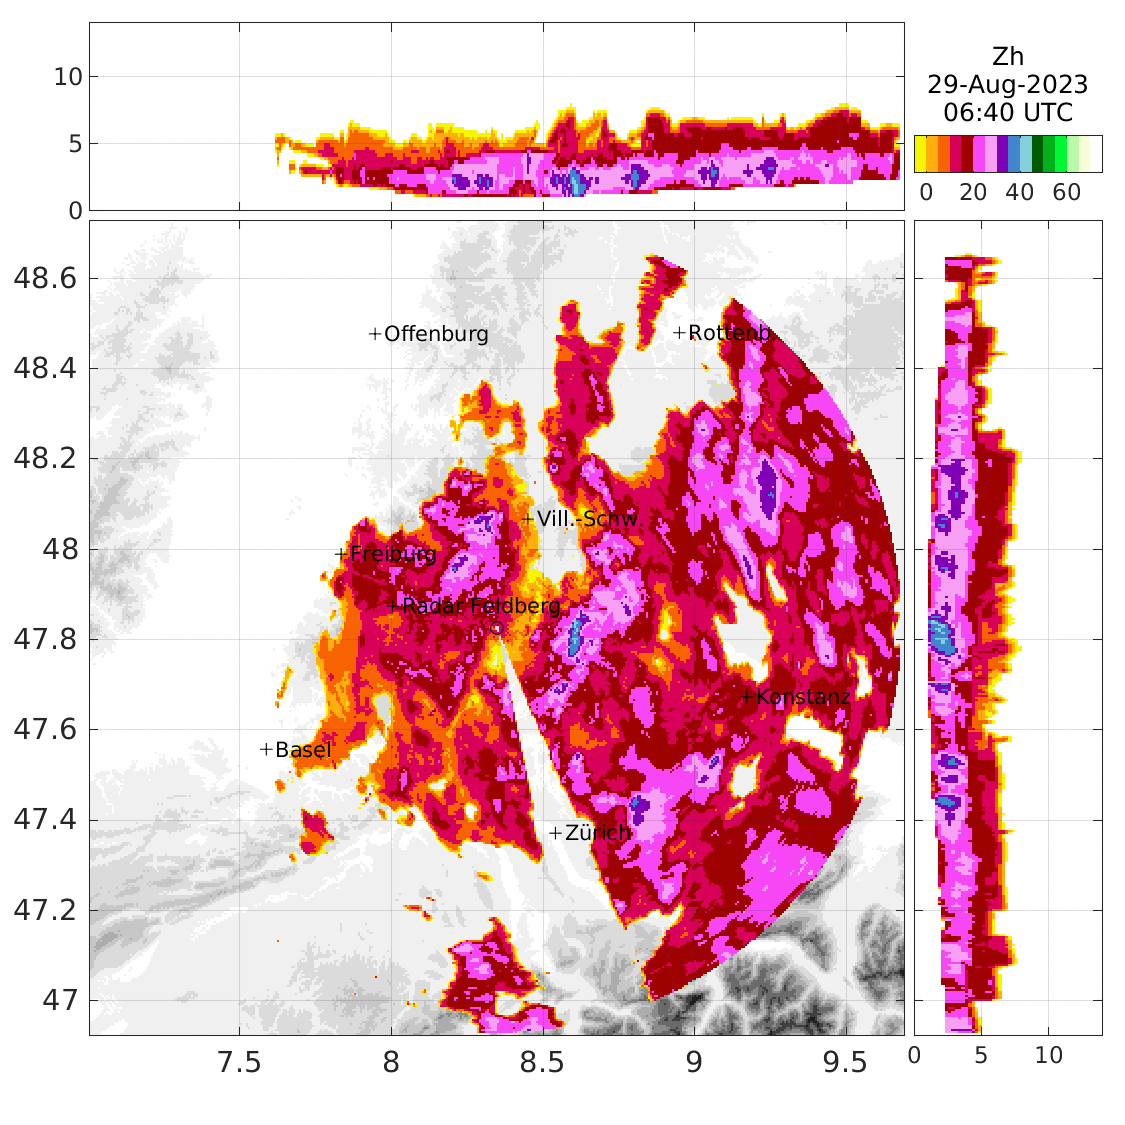 10
5
0
Zh
29-Aug-2023
06:40 UTC
0 20 40 60
48.6
48.4
48.2
48
47.8
47.6
47.4
47.2
47
+Offenburg
+Rottenb.
+Vill.-Schw.
+Freiburg
+Radar Feldberg
+Konstanz
+Basel
+Zürich
7.5 8 8.5 9 9.5
0 5 10